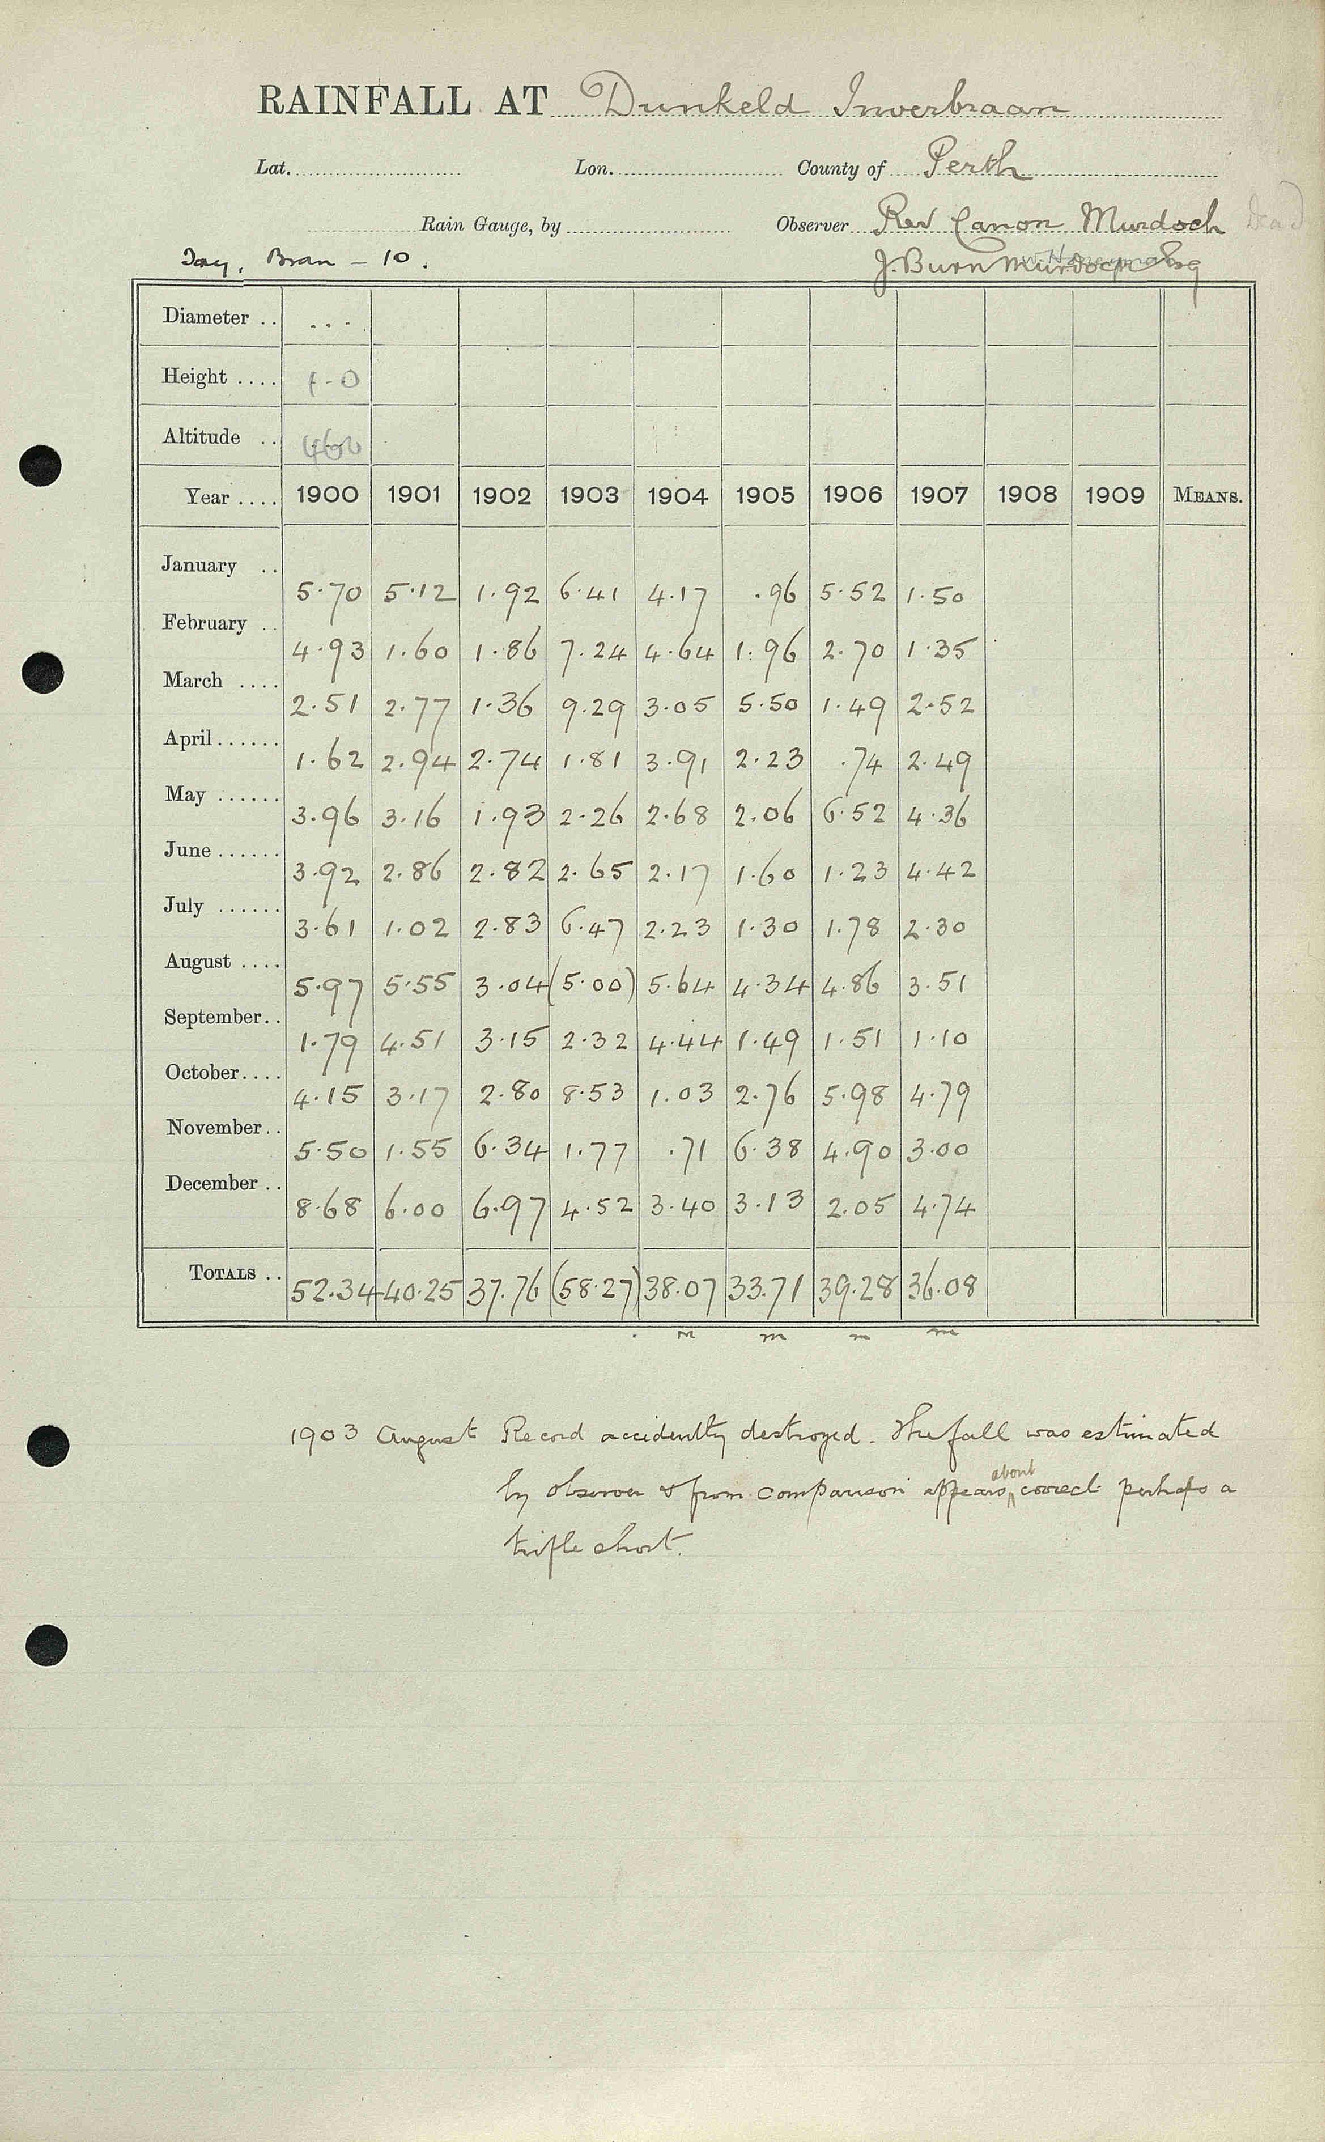 RAINFALL AT Dunkeld Inverbraan
Lat. Lon. County of Perth
Rain Gauge, by Observer Rev Canon Murdoch Dead
Tay, Bran - 10. J. Burn Murdoch Esq
Diameter .. ...
Height .... 1-0
Altitude ..
Year .... 1900 1901 1902 1903 1904 1905 1906 1907 1908 1909 MEANS.
January .. 5.70 5.12 1.92 6.41 4.17 .96 5.52 1.50
February .. 4.93 1.60 1.86 7.24 4.64 1.96 2.70 1.35
March .... 2.51 2.77 1.36 9.29 3.05 5.50 1.49 2.52
April...... 1.62 2.94 2.74 1.81 3.91 2.23 .74 2.49
May ...... 3.96 3.16 1.93 2.26 2.68 2.06 6.52 4.36
June...... 3.92 2.86 2.82 2.65 2.17 1.60 1.23 4.42
July ...... 3.61 1.02 2.83 6.47 2.23 1.30 1.78 2.30
August .... 5.97 5.55 3.04 (5.00) 5.64 4.34 4.86 3.51
September.. 1.79 4.51 3.15 2.32 4.44 1.49 1.51 1.10
October.... 4.15 3.17 2.80 8.53 1.03 2.76 5.98 4.79
November.. 5.50 1.55 6.34 1.77 .71 6.38 4.90 3.00
December .. 8.68 6.00 6.97 4.52 3.40 3.13 2.05 4.74
TOTALS .. 52.34 40.25 37.76 (58.27) 38.07 33.71 39.28 36.08
m m m m
1903 August Record accidently destroyed. The fall was estimated
by observer & from comparison appears about correct perhaps a
trifle short.